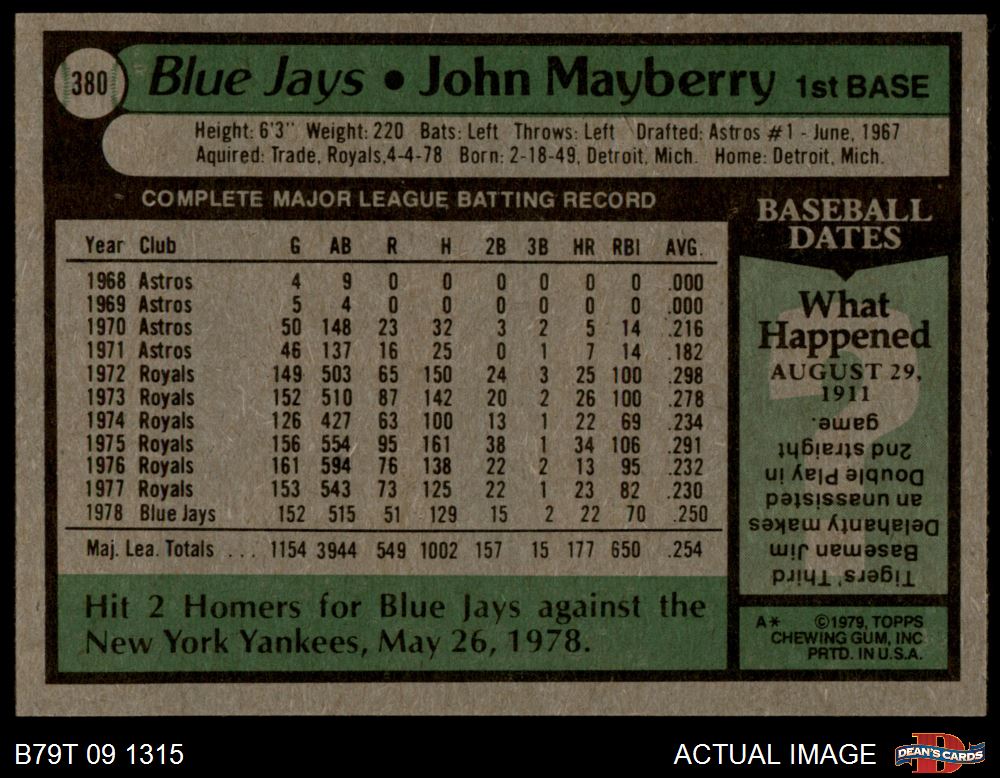 380
Blue Jays • John Mayberry 1st BASE
Height: 6'3" Weight: 220 Bats: Left Throws: Left Drafted: Astros #1 - June, 1967
Aquired: Trade, Royals,4-4-78 Born: 2-18-49, Detroit, Mich. Home: Detroit, Mich.
COMPLETE MAJOR LEAGUE BATTING RECORD
Year Club G AB R H 2B 3B HR RBI AVG.
1968 Astros 4 9 0 0 0 0 0 0 .000
1969 Astros 5 4 0 0 0 0 0 0 .000
1970 Astros 50 148 23 32 3 2 5 14 .216
1971 Astros 46 137 16 25 0 1 7 14 .182
1972 Royals 149 503 65 150 24 3 25 100 .298
1973 Royals 152 510 87 142 20 2 26 100 .278
1974 Royals 126 427 63 100 13 1 22 69 .234
1975 Royals 156 554 95 161 38 1 34 106 .291
1976 Royals 161 594 76 138 22 2 13 95 .232
1977 Royals 153 543 73 125 22 1 23 82 .230
1978 Blue Jays 152 515 51 129 15 2 22 70 .250
Maj. Lea. Totals ... 1154 3944 549 1002 157 15 177 650 .254
Hit 2 Homers for Blue Jays against the
New York Yankees, May 26, 1978.
BASEBALL
DATES
What
Happened
AUGUST 29,
1911
Tigers' Third
Baseman Jim
Delahanty makes
an unassisted
Double Play in
2nd straight
game.
A* ©1979, TOPPS
CHEWING GUM, INC
PRTD. IN U.S.A.
B79T 09 1315
ACTUAL IMAGE
DEAN'S CARDS